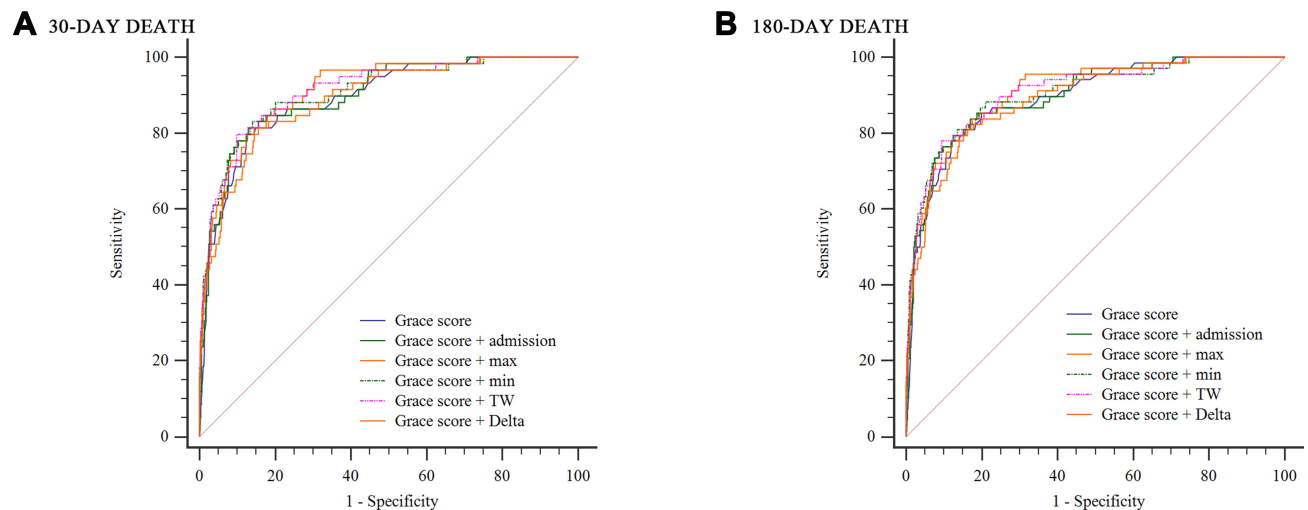 A 30-DAY DEATH
100
80
60
40
20
0
Sensitivity
Grace score
Grace score + admission
Grace score + max
Grace score + min
Grace score + TW
Grace score + Delta
0 20 40 60 80 100
1 - Specificity
B 180-DAY DEATH
100
80
60
40
20
0
Sensitivity
Grace score
Grace score + admission
Grace score + max
Grace score + min
Grace score + TW
Grace score + Delta
0 20 40 60 80 100
1 - Specificity